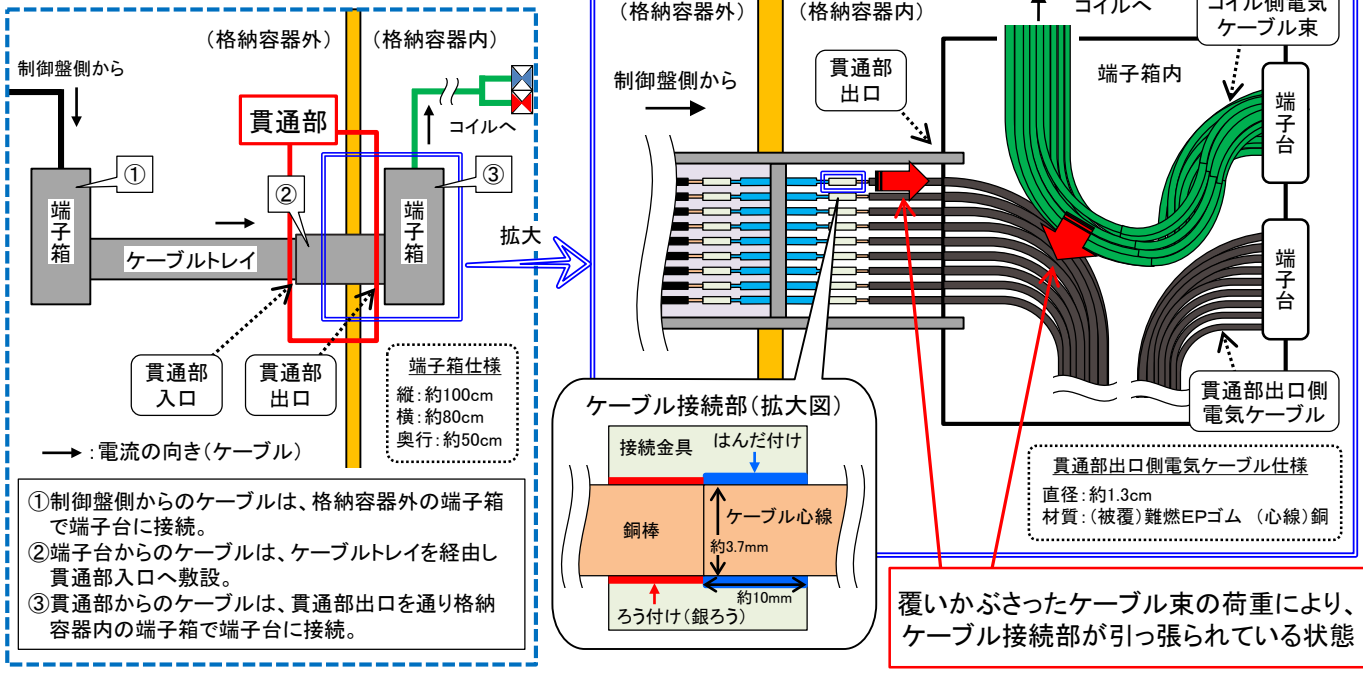 (格納容器外)
(格納容器内)
制御盤側から
貫通部
コイルへ
①
②
③
端子箱
端子箱
ケーブルトレイ
拡大
貫通部
入口
貫通部
出口
端子箱仕様
縦:約100cm
横:約80cm
奥行:約50cm
:電流の向き(ケーブル)
①制御盤側からのケーブルは、格納容器外の端子箱
で端子台に接続。
②端子台からのケーブルは、ケーブルトレイを経由し
貫通部入口へ敷設。
③貫通部からのケーブルは、貫通部出口を通り格納
容器内の端子箱で端子台に接続。
(格納容器外)
(格納容器内)
コイルへ
コイル側電気
ケーブル束
制御盤側から
貫通部
出口
端子箱内
端子台
端子台
貫通部出口側
電気ケーブル
ケーブル接続部(拡大図)
接続金具
はんだ付け
銅棒
ケーブル心線
約3.7mm
約10mm
ろう付け(銀ろう)
貫通部出口側電気ケーブル仕様
直径:約1.3cm
材質:(被覆)難燃EPゴム (心線)銅
覆いかぶさったケーブル束の荷重により、
ケーブル接続部が引っ張られている状態